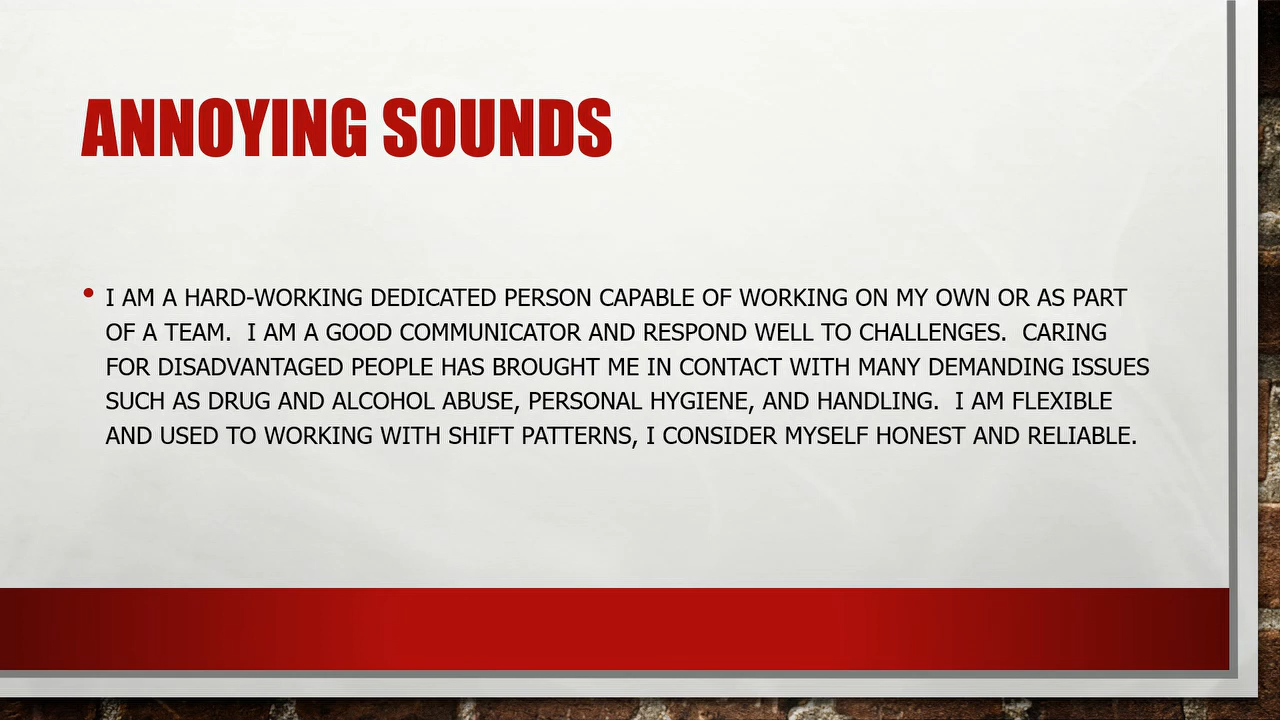 ANNOYING SOUNDS
• I AM A HARD-WORKING DEDICATED PERSON CAPABLE OF WORKING ON MY OWN OR AS PART
OF A TEAM.  I AM A GOOD COMMUNICATOR AND RESPOND WELL TO CHALLENGES.  CARING
FOR DISADVANTAGED PEOPLE HAS BROUGHT ME IN CONTACT WITH MANY DEMANDING ISSUES
SUCH AS DRUG AND ALCOHOL ABUSE, PERSONAL HYGIENE, AND HANDLING.  I AM FLEXIBLE
AND USED TO WORKING WITH SHIFT PATTERNS, I CONSIDER MYSELF HONEST AND RELIABLE.